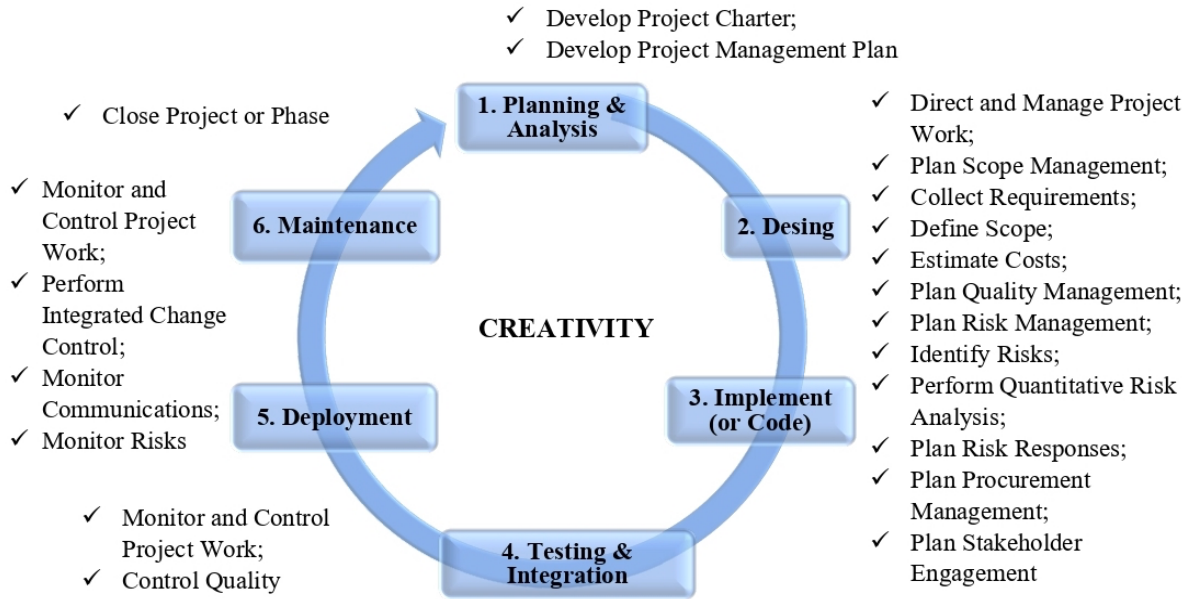 ✓ Develop Project Charter;
✓ Develop Project Management Plan
1. Planning &
Analysis
✓ Direct and Manage Project
Work;
✓ Plan Scope Management;
✓ Collect Requirements;
✓ Define Scope;
✓ Estimate Costs;
✓ Plan Quality Management;
✓ Plan Risk Management;
✓ Identify Risks;
✓ Perform Quantitative Risk
Analysis;
✓ Plan Risk Responses;
✓ Plan Procurement
Management;
✓ Plan Stakeholder
Engagement
2. Desing
3. Implement
(or Code)
4. Testing &
Integration
✓ Monitor and Control
Project Work;
✓ Control Quality
5. Deployment
✓ Monitor and
Control Project
Work;
✓ Perform
Integrated Change
Control;
✓ Monitor
Communications;
✓ Monitor Risks
6. Maintenance
✓ Close Project or Phase
CREATIVITY